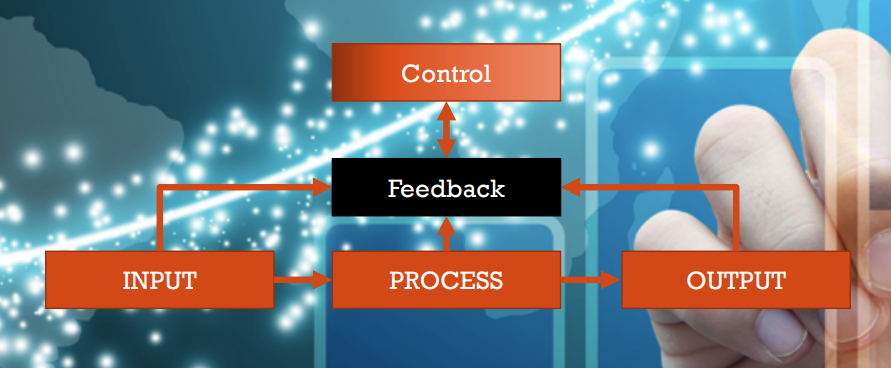 Control
Feedback
INPUT
PROCESS
OUTPUT